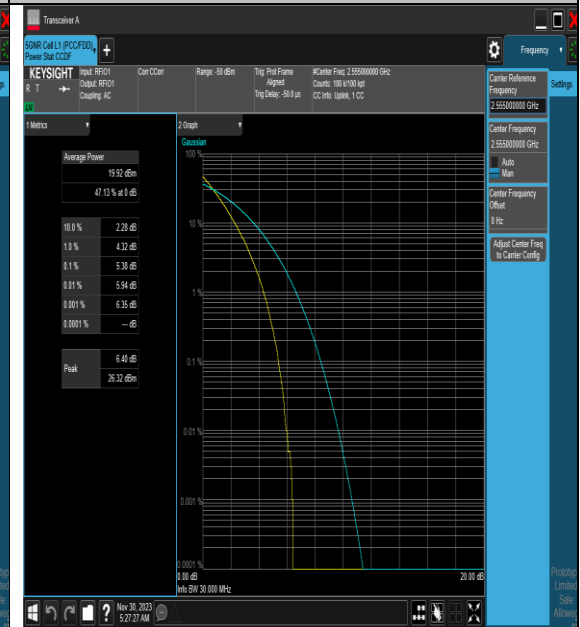 Transceiver A
5GNR Cell L1 (PCC/FDD),
Power Stat CCDF
Frequency
KEYSIGHT
R T
LW
Input: RFIO1
Output: RFIO1
Coupling: AC
Corr CCorr
Range: -50 dBm
Trig: Prot Frame
Aligned
Trig Delay: -50.0 µs
#Center Freq: 2.555000000 GHz
Counts: 100 k/100 kpt
CC Info: Uplink, 1 CC
Carrier Reference
Frequency
2.555000000 GHz
Settings
Center Frequency
2.555000000 GHz
Auto
Man
Center Frequency
Offset
0 Hz
Adjust Center Freq
to Carrier Config
1 Metrics
Average Power
19.92 dBm
47.13 % at 0 dB
10.0 % 2.28 dB
1.0 % 4.32 dB
0.1 % 5.38 dB
0.01 % 5.94 dB
0.001 % 6.35 dB
0.0001 % --- dB
Peak
6.40 dB
26.32 dBm
2 Graph
Gaussian
100 %
10 %
1 %
0.1 %
0.01 %
0.001 %
0.0001 %
0.00 dB
20.00 dB
Info BW 30.000 MHz
Nov 30, 2023
5:27:27 AM